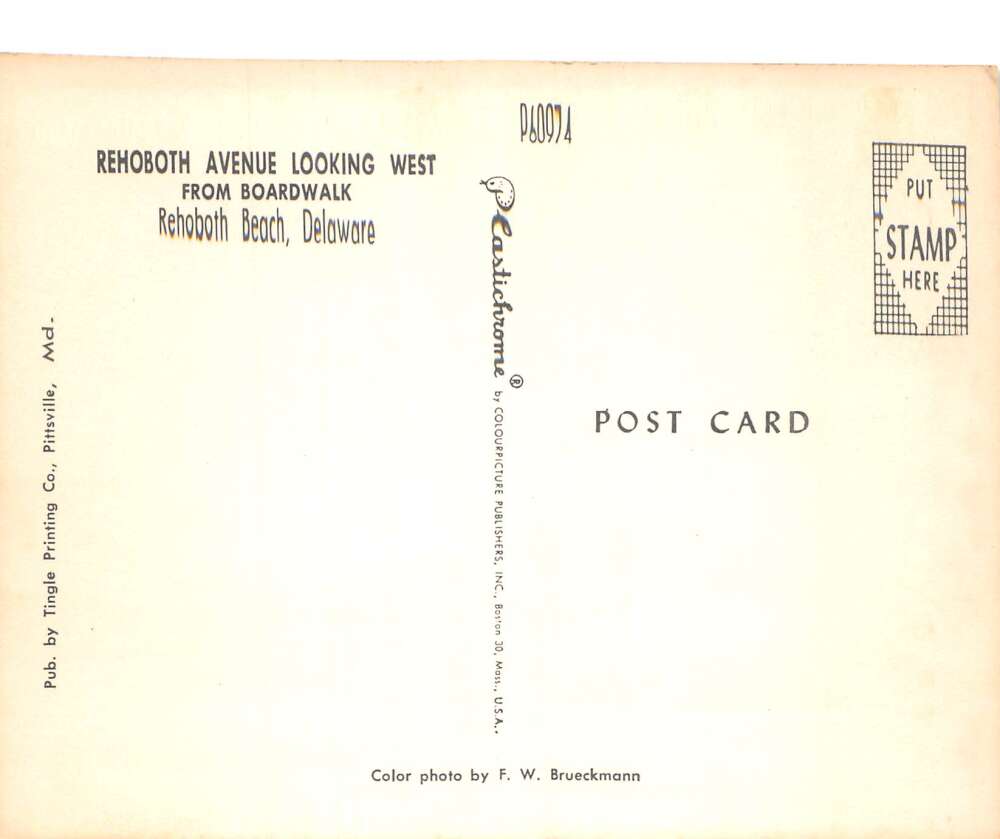 P60974
REHOBOTH AVENUE LOOKING WEST
FROM BOARDWALK
Rehoboth Beach, Delaware
PUT
STAMP
HERE
Plastichrome ® by COLOURPICTURE PUBLISHERS, INC., Boston 30, Mass., U.S.A.
POST CARD
Pub. by Tingle Printing Co., Pittsville, Md.
Color photo by F. W. Brueckmann